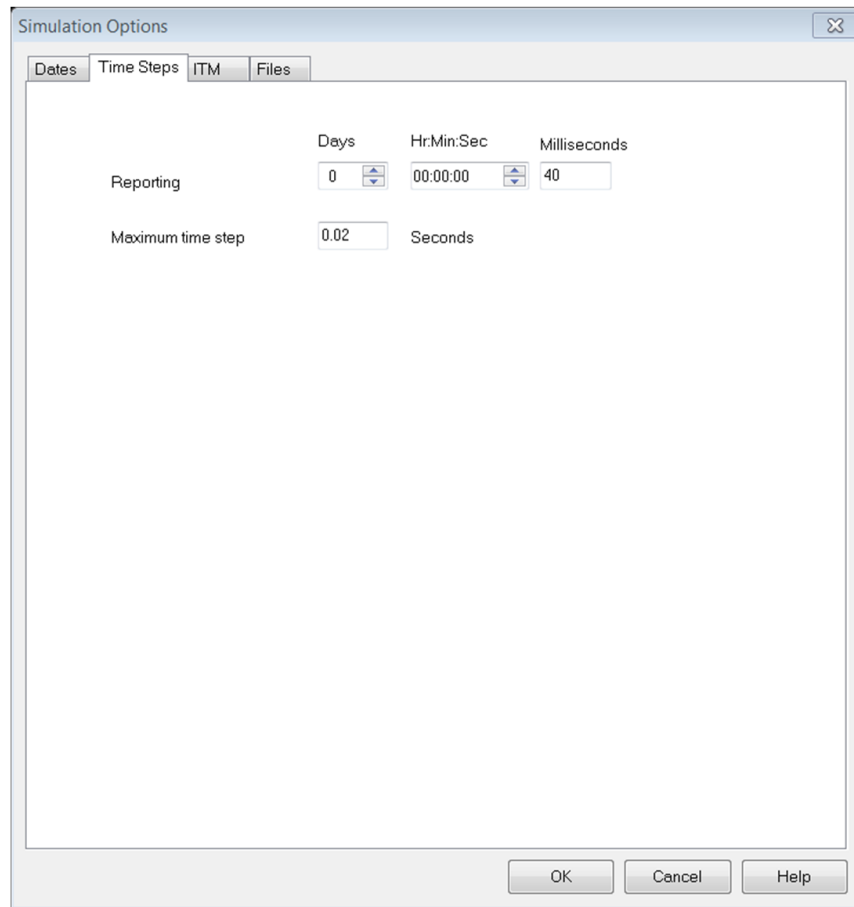 Simulation Options
Dates Time Steps ITM Files
Days Hr:Min:Sec Milliseconds
Reporting 0 00:00:00 40
Maximum time step 0.02 Seconds
OK Cancel Help